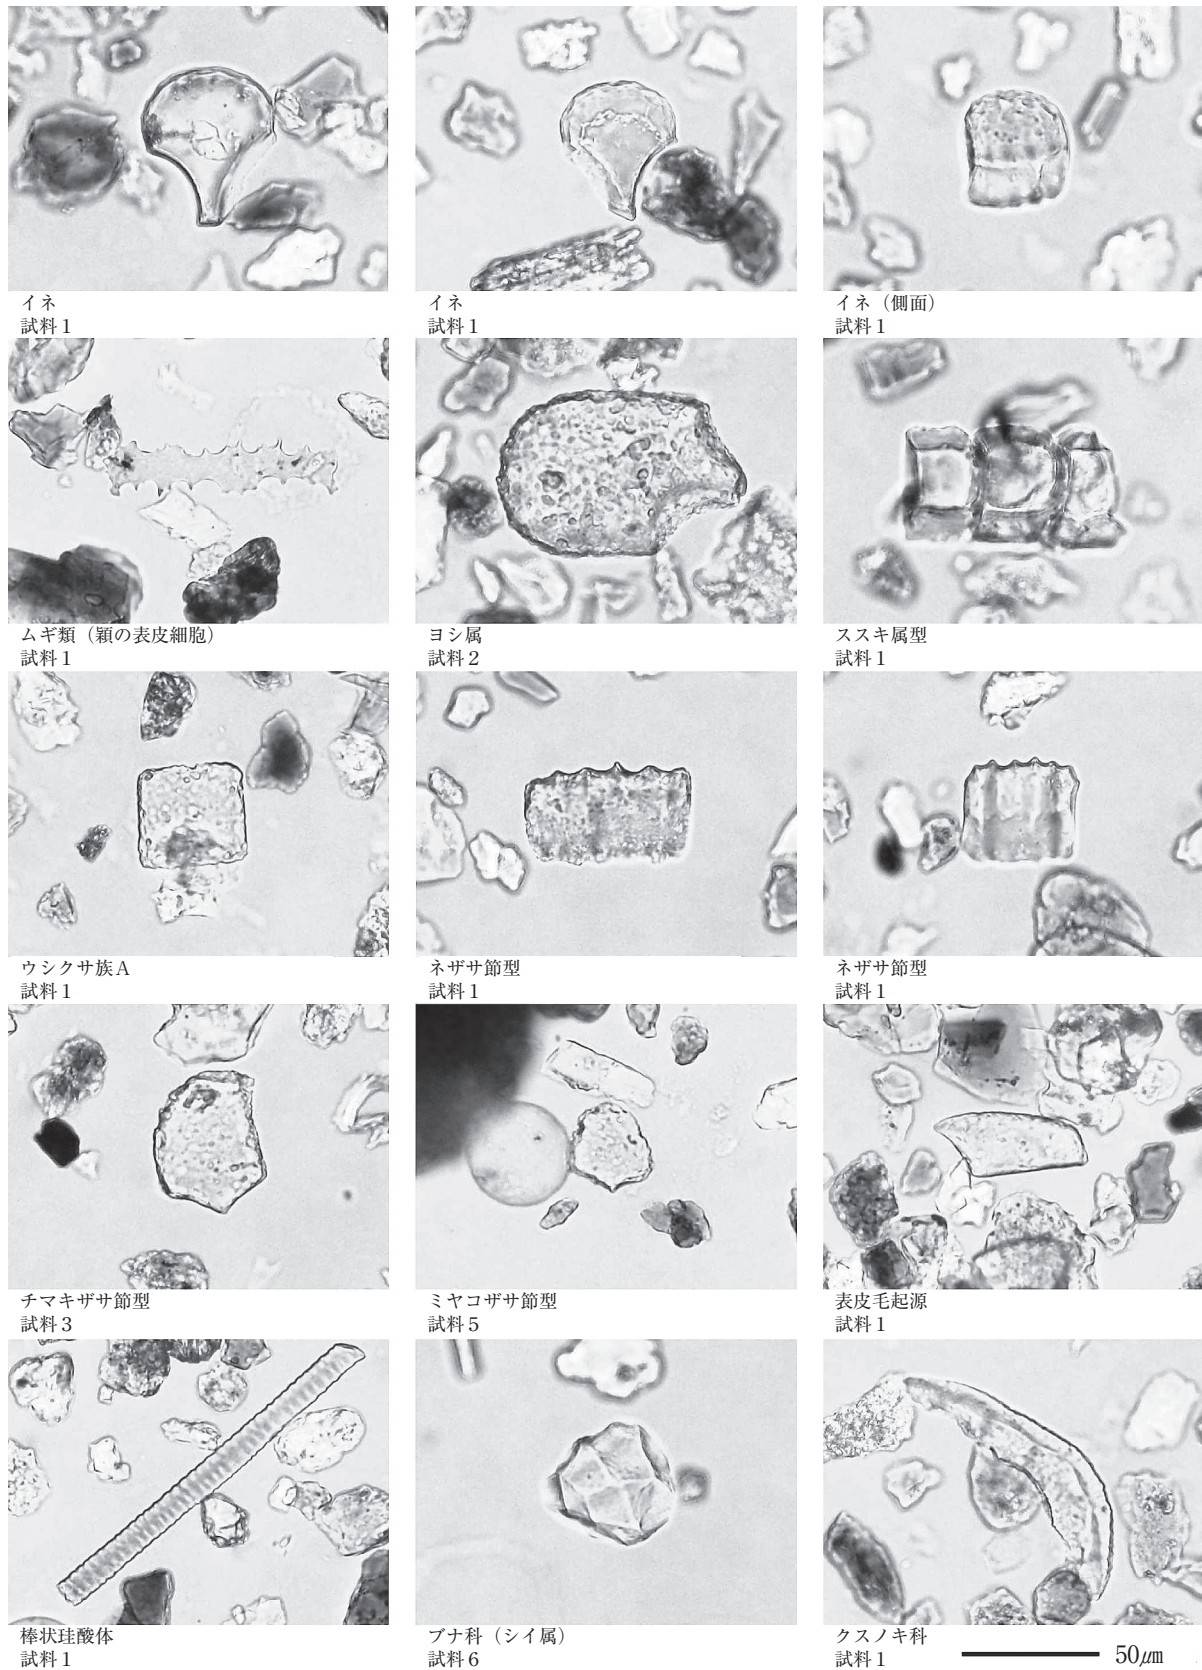 イネ
試料1
イネ
試料1
イネ（側面）
試料1
ムギ類（穎の表皮細胞）
試料1
ヨシ属
試料2
ススキ属型
試料1
ウシクサ族A
試料1
ネザサ節型
試料1
ネザサ節型
試料1
チマキザサ節型
試料3
ミヤコザサ節型
試料5
表皮毛起源
試料1
棒状珪酸体
試料1
ブナ科（シイ属）
試料6
クスノキ科
試料1
50μm